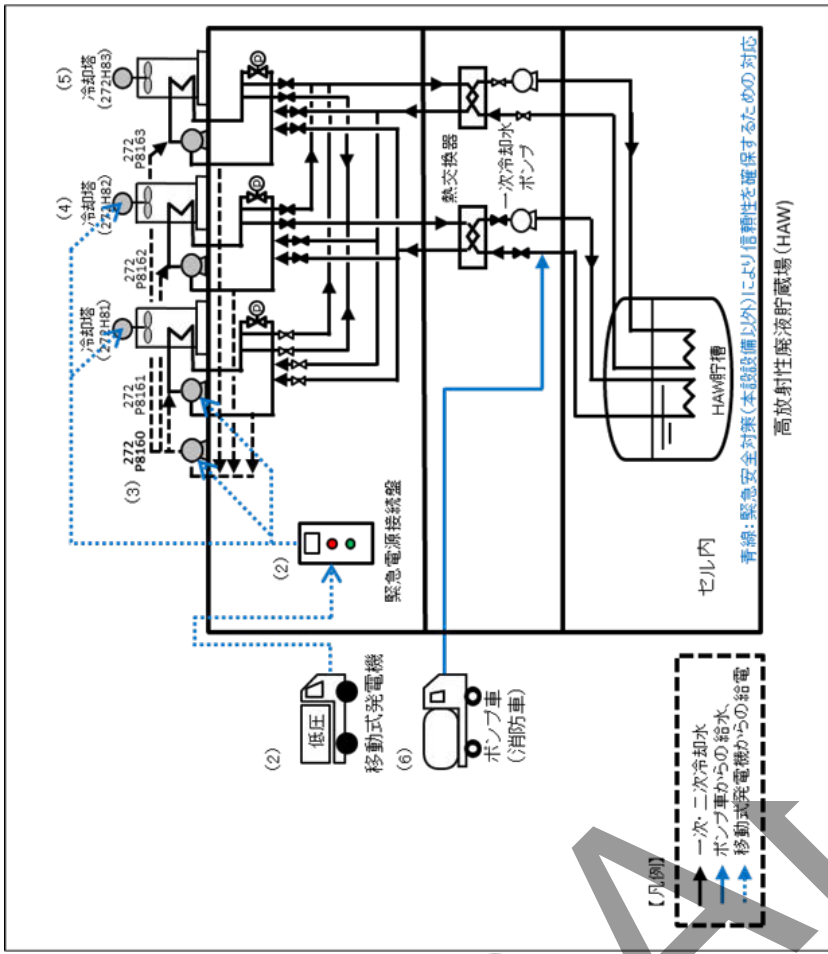 (5)
冷却塔
(272H83)
(4)
冷却塔
(272H82)
冷却塔
(272H81)
272
P8163
272
P8162
272
P8161
272
P8160
(3)
P
P
P
(2)
緊急電源接続盤
熱交換器
一次冷却水
ポンプ
(2)
低圧
移動式発電機
(6)
ポンプ車
(消防車)
セル内
HAW貯槽
青線:緊急安全対策(本設設備以外)により信頼性を確保するための対応
高放射性廃液貯蔵場(HAW)
【凡例】
一次・二次冷却水
ポンプ車からの給水、
移動式発電機からの給電